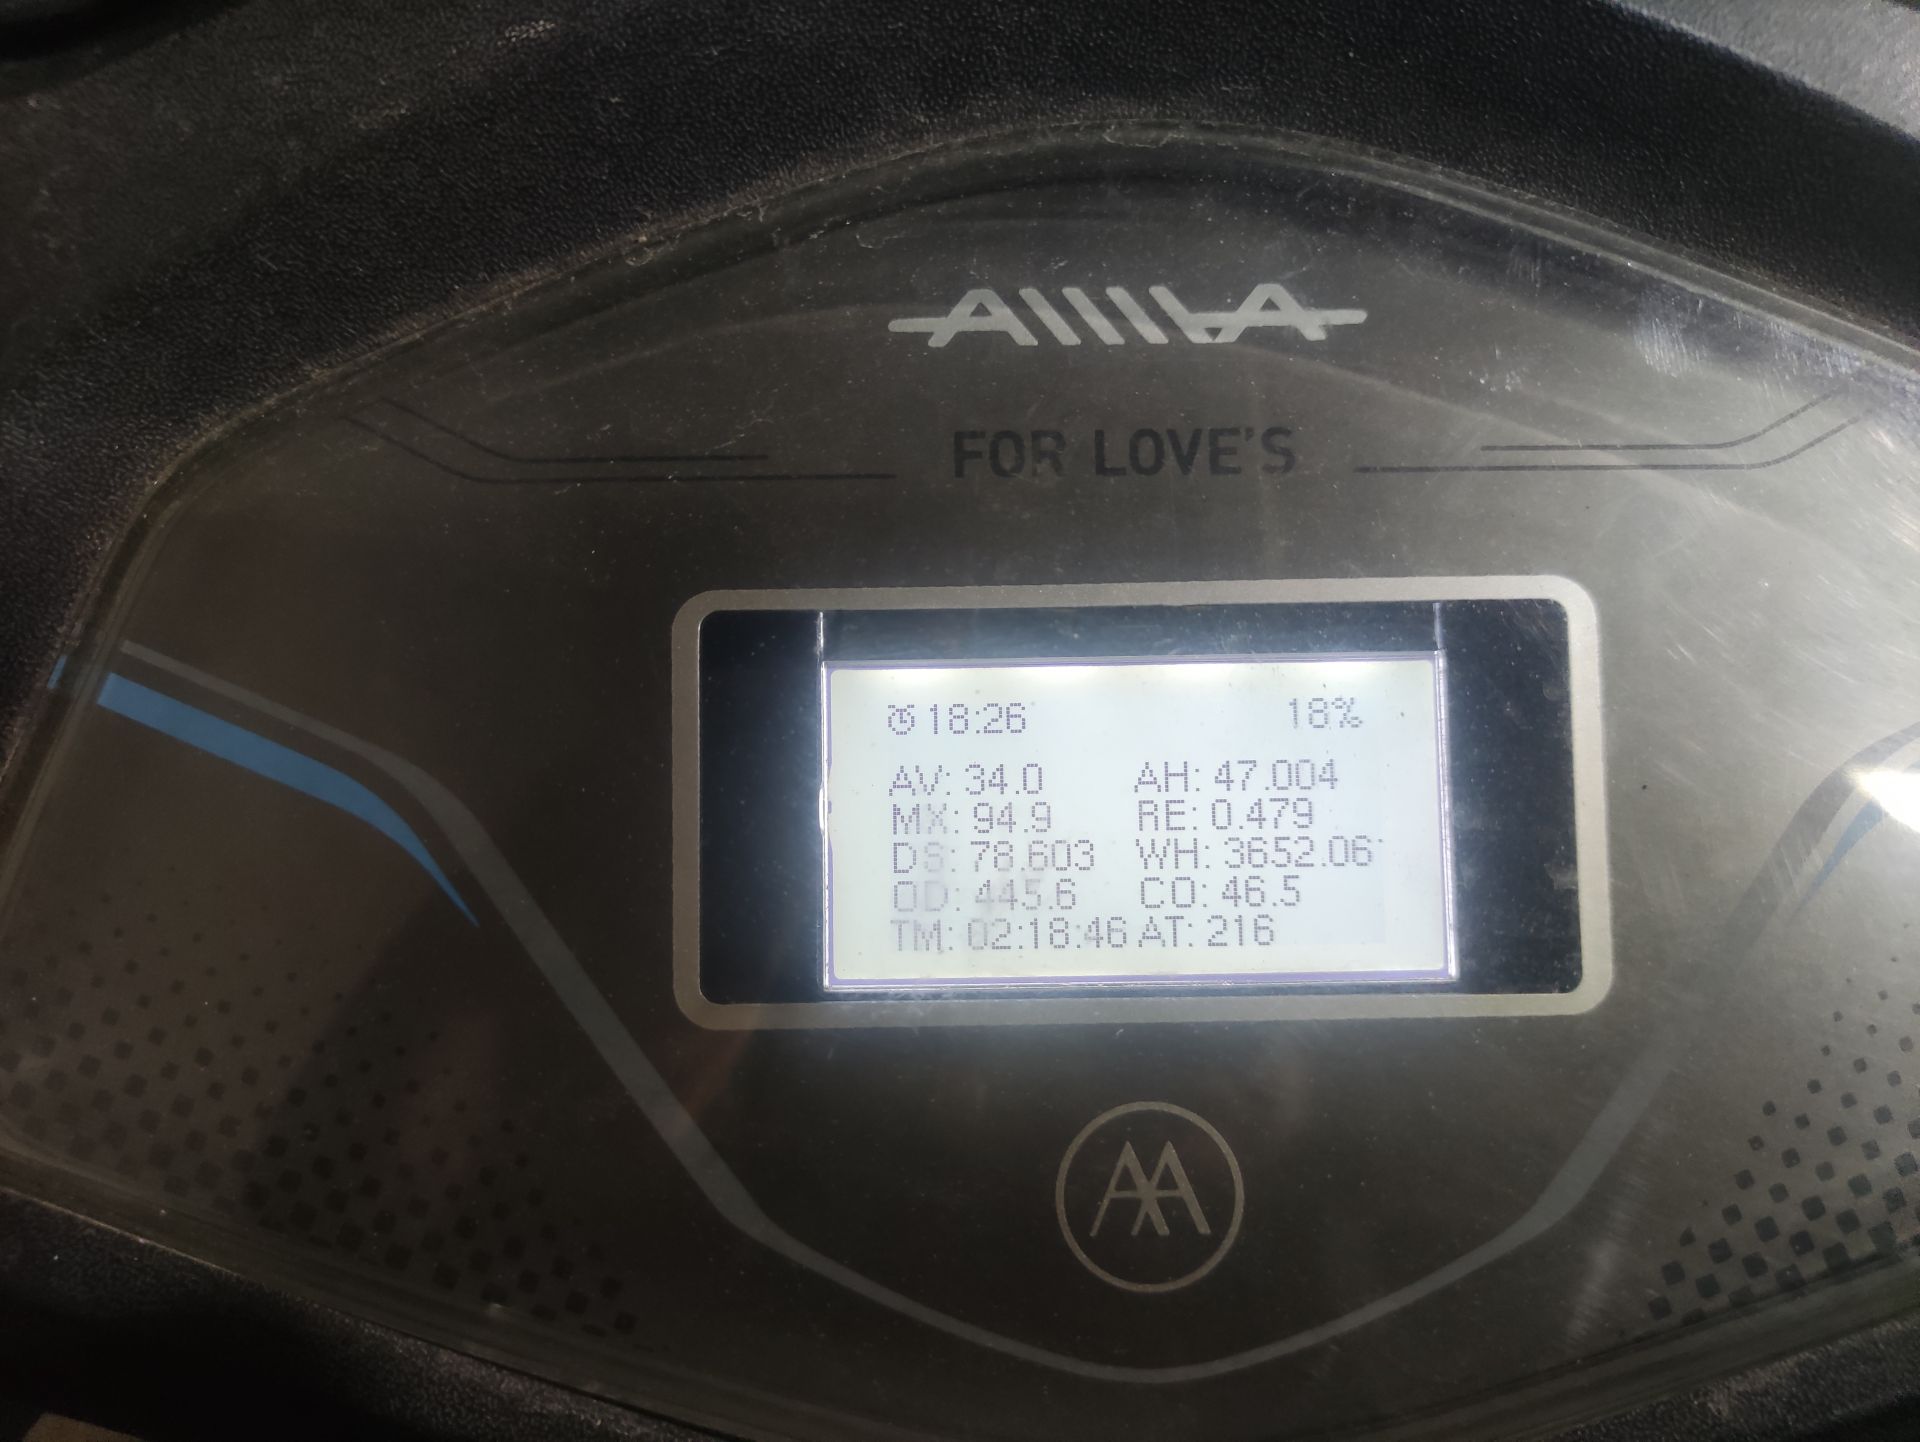 AIMA
FOR LOVE'S
18:26 18%
AV: 34.0 AH: 47.004
MX: 94.9 RE: 0.479
DS: 78.603 WH: 3652.06
OD: 445.6 CO: 46.5
TM: 02:18:46 AT: 216